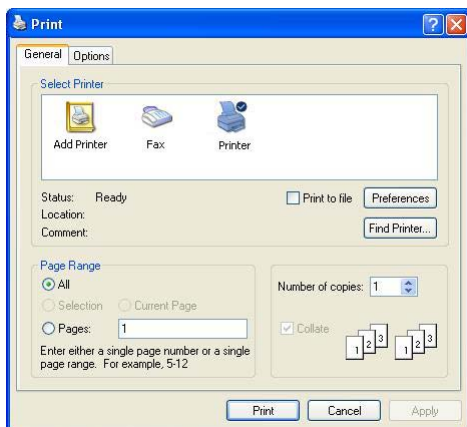 Print
General Options
Select Printer
Add Printer Fax Printer
Status: Ready
Print to file Preferences
Location:
Comment:
Find Printer...
Page Range
All
Selection Current Page
Pages: 1
Enter either a single page number or a single
page range. For example, 5-12
Number of copies: 1
Collate
1 2 3 1 2 3
Print Cancel Apply